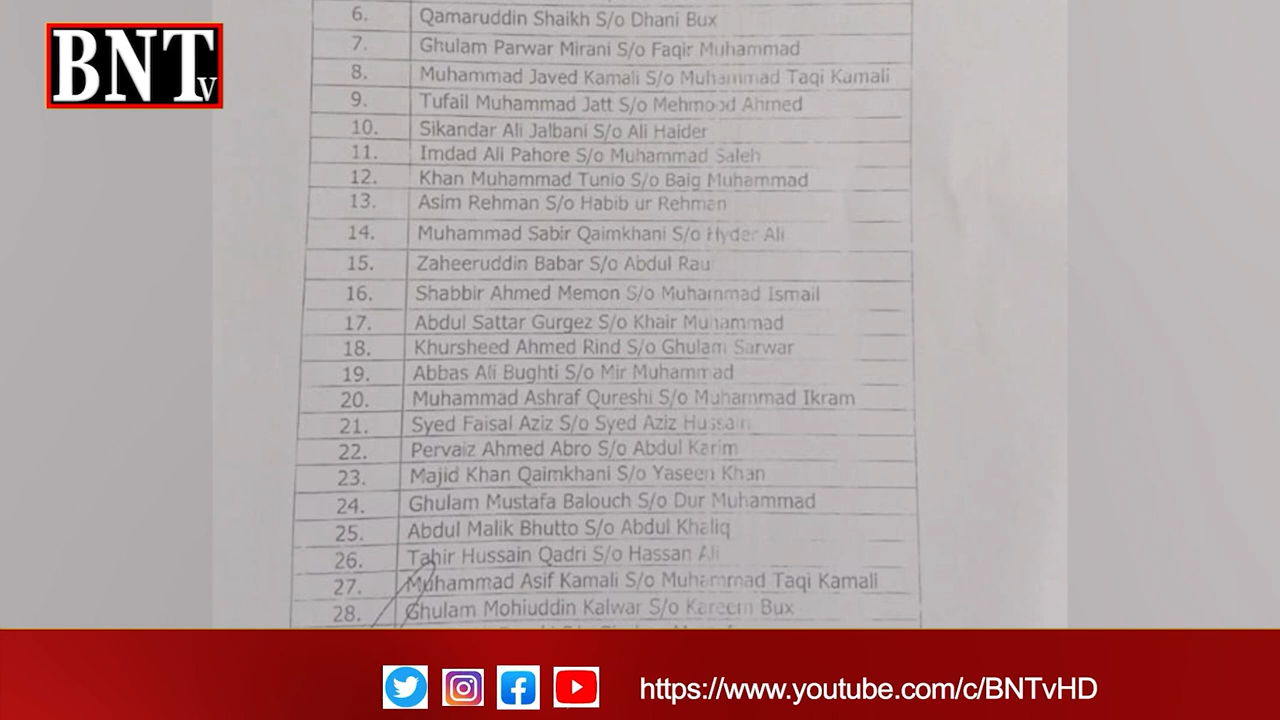 BNTv
6. Qamaruddin Shaikh S/o Dhani Bux
7. Ghulam Parwar Mirani S/o Faqir Muhammad
8. Muhammad Javed Kamali S/o Muhammad Taqi Kamali
9. Tufail Muhammad Jatt S/o Mehmood Ahmed
10. Sikandar Ali Jalbani S/o Ali Haider
11. Imdad Ali Pahore S/o Muhammad Saleh
12. Khan Muhammad Tunio S/o Baig Muhammad
13. Asim Rehman S/o Habib ur Rehman
14. Muhammad Sabir Qaimkhani S/o Hyder Ali
15. Zaheeruddin Babar S/o Abdul
16. Shabbir Ahmed Memon S/o Muhammad Ismail
17. Abdul Sattar Gurgez S/o Khair Muhammad
18. Khursheed Ahmed Rind S/o Ghulam Sarwar
19. Abbas Ali Bughti S/o Mir Muhammad
20. Muhammad Ashraf Qureshi S/o Muhammad Ikram
21. Syed Faisal Aziz S/o Syed Aziz Hussain
22. Pervaiz Ahmed Abro S/o Abdul Karim
23. Majid Khan Qaimkhani S/o Yaseen Khan
24. Ghulam Mustafa Balouch S/o Dur Muhammad
25. Abdul Malik Bhutto S/o Abdul Khaliq
26. Tahir Hussain Qadri S/o Hassan Ali
27. Muhammad Asif Kamali S/o Muhammad Taqi Kamali
28. Ghulam Mohiuddin Kalwar S/o Kareem Bux
https://www.youtube.com/c/BNTvHD